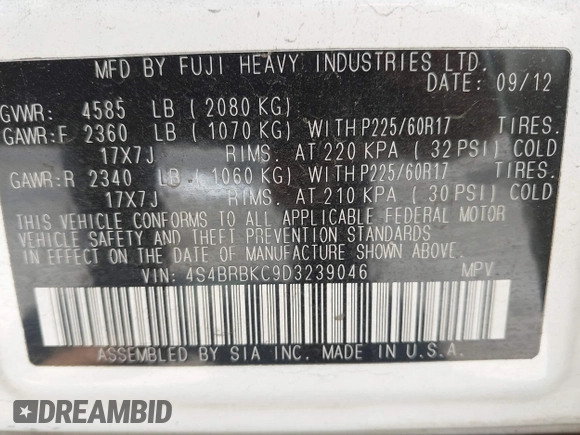 MFD BY FUJI HEAVY INDUSTRIES LTD.
DATE: 09/12
GVWR: 4585 LB ( 2080 KG)
GAWR:F 2360 LB ( 1070 KG) WITH P225/60R17 TIRES.
17X7J RIMS. AT 220 KPA ( 32 PSI) COLD
GAWR:R 2340 LB ( 1060 KG) WITH P225/60R17 TIRES.
17X7J RIMS. AT 210 KPA ( 30 PSI) COLD
THIS VEHICLE CONFORMS TO ALL APPLICABLE FEDERAL MOTOR
VEHICLE SAFETY AND THEFT PREVENTION STANDARDS
IN EFFECT ON THE DATE OF MANUFACTURE SHOWN ABOVE.
VIN: 4S4BRBKC9D3239046 MPV
ASSEMBLED BY SIA INC. MADE IN U.S.A.
DREAMBID